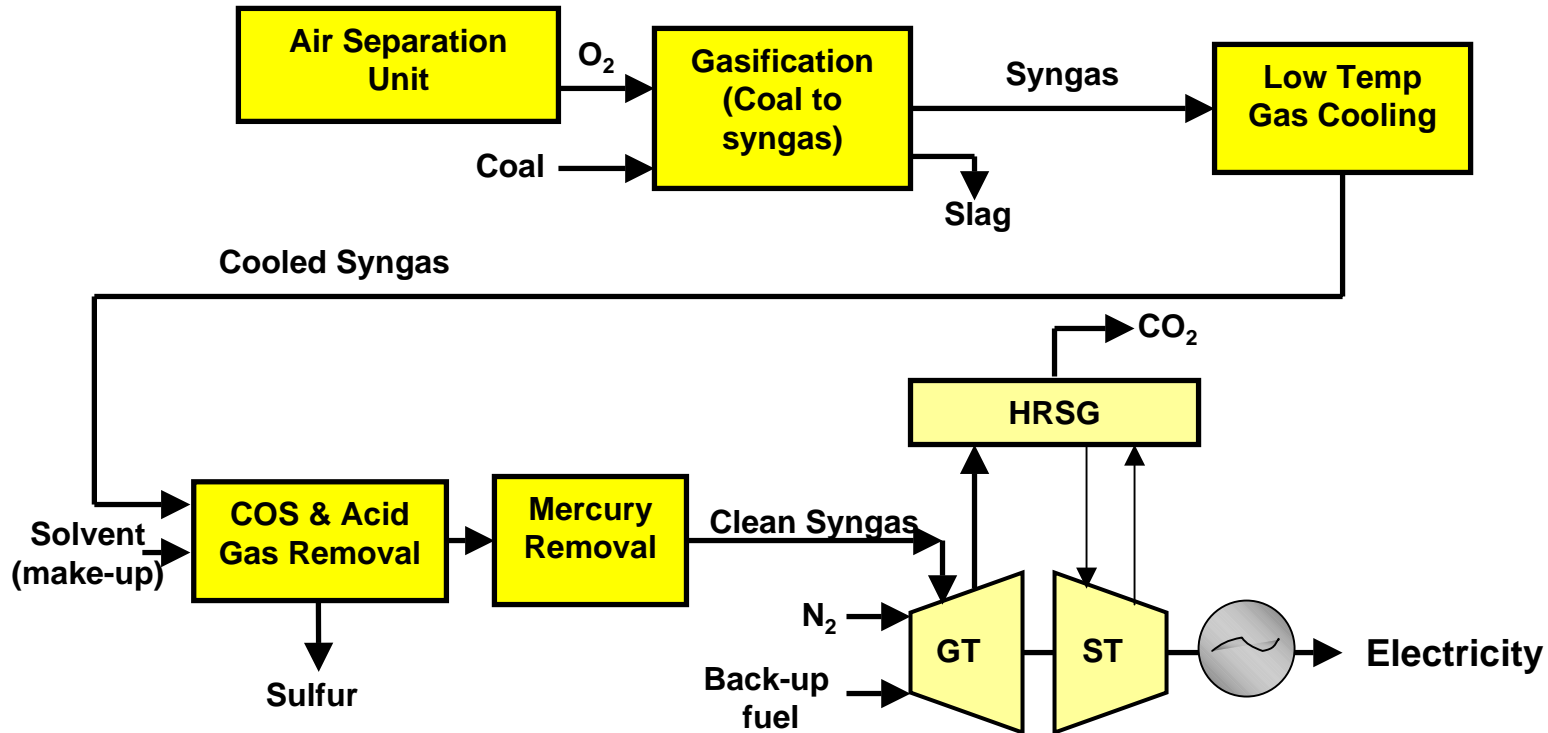 Air Separation
Unit
O₂
Gasification
(Coal to
syngas)
Syngas
Low Temp
Gas Cooling
Coal
Slag
Cooled Syngas
CO₂
HRSG
Solvent
(make-up)
COS & Acid
Gas Removal
Mercury
Removal
Clean Syngas
N₂
GT
ST
Electricity
Back-up
fuel
Sulfur